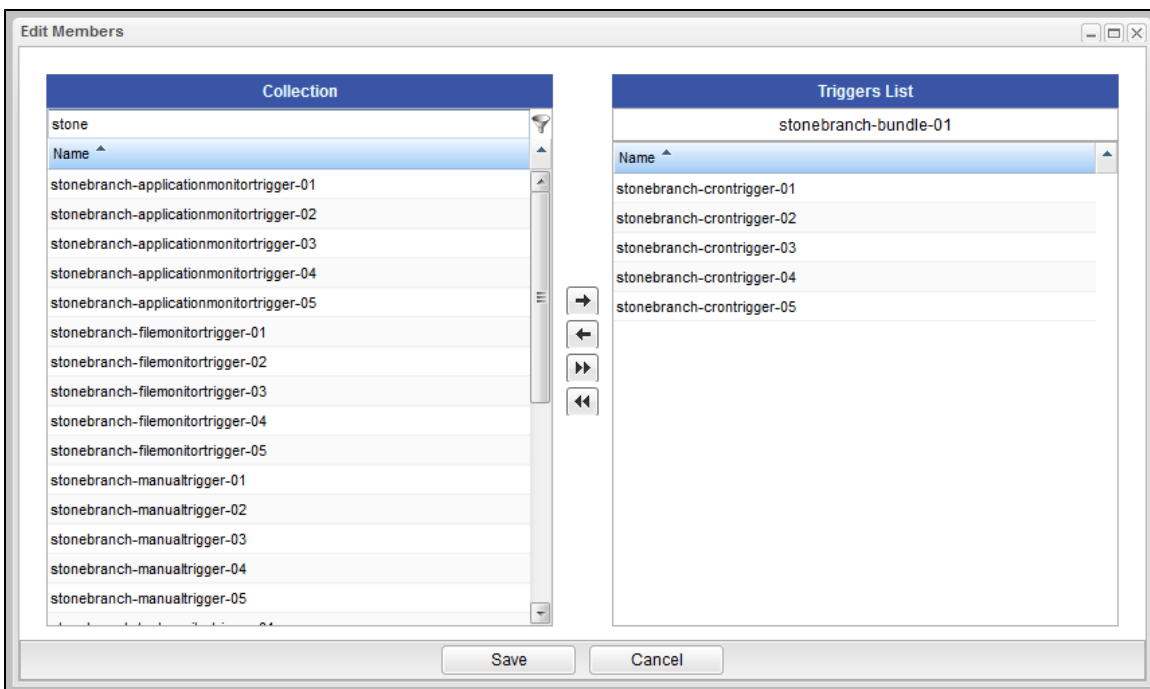 Edit Members
Collection
stone
Name
stonebranch-applicationmonitortrigger-01
stonebranch-applicationmonitortrigger-02
stonebranch-applicationmonitortrigger-03
stonebranch-applicationmonitortrigger-04
stonebranch-applicationmonitortrigger-05
stonebranch-filemonitortrigger-01
stonebranch-filemonitortrigger-02
stonebranch-filemonitortrigger-03
stonebranch-filemonitortrigger-04
stonebranch-filemonitortrigger-05
stonebranch-manualtrigger-01
stonebranch-manualtrigger-02
stonebranch-manualtrigger-03
stonebranch-manualtrigger-04
stonebranch-manualtrigger-05
Triggers List
stonebranch-bundle-01
Name
stonebranch-crontrigger-01
stonebranch-crontrigger-02
stonebranch-crontrigger-03
stonebranch-crontrigger-04
stonebranch-crontrigger-05
Save
Cancel